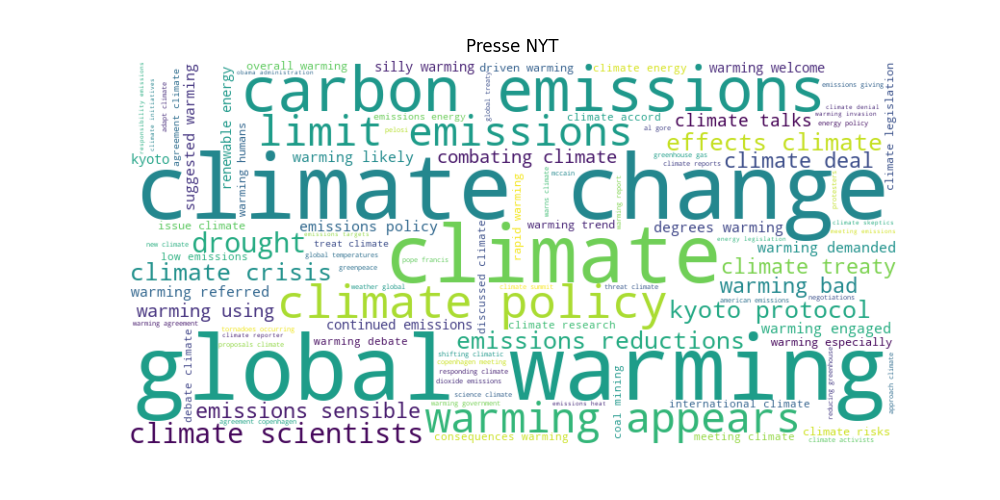 Presse NYT
overall warming
silly warming
driven warming
climate energy
warming welcome
obama administration
carbon emissions
emissions giving
responsibility emissions
climate initiatives
adapt climate
agreement climate
suggested warming
renewable energy
warming humans
global treaty
climate legislation
climate denial
warming invasion
energy policy
emissions energy
climate accord
climate talks
limit emissions
pelosi
al gore
effects climate
kyoto
warming likely
combating climate
greenhouse gas
climate reports
climate deal
climate change
rapid warming
warns climate
mccain
warming report
protesters
issue climate
emissions policy
warming trend
degrees warming
climate skeptics
meeting emissions
new climate
drought
emissions targets
treat climate
discussed climate
climate
energy legislation
warming demanded
low emissions
global temperatures
pope francis
climate crisis
greenpeace
climate treaty
warming referred
weather global
climate summit
threat climate
warming bad
warming using
climate policy
american emissions
negotiations
kyoto protocol
warming agreement
continued emissions
climate research
warming engaged
climate reporter
proposals climate
warming debate
emissions reductions
warming especially
debate climate
global warming
shifting climatic
copenhagen meeting
responding climate
dioxide emissions
science climate
coal mining
reducing greenhouse
approach climate
emissions sensible
warming government
emissions heat
international climate
agreement copenhagen
warming appears
climate scientists
consequences warming
meeting climate
climate risks
climate activists